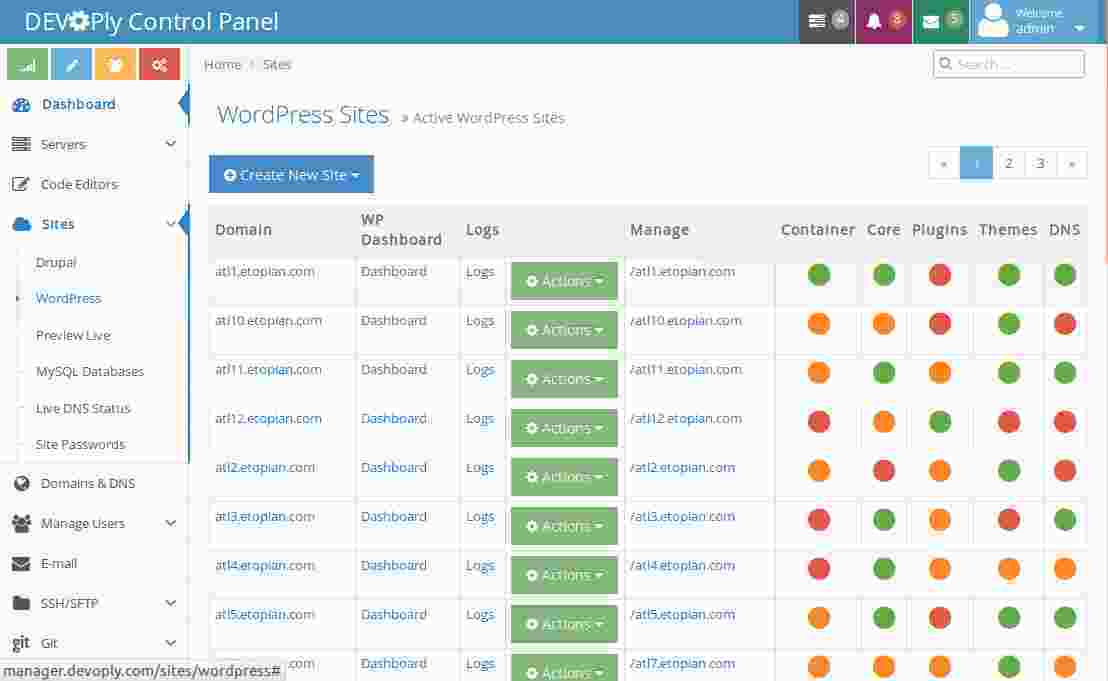 DEVOPly Control Panel
4
8
5
Welcome
admin
Home › Sites
Search ...
Dashboard
Servers
Code Editors
Sites
Drupal
WordPress
Preview Live
MySQL Databases
Live DNS Status
Site Passwords
Domains & DNS
Manage Users
E-mail
SSH/SFTP
git Git
manager.devoply.com/sites/wordpress#
WordPress Sites » Active WordPress Sites
Create New Site
« 1 2 3 »
Domain WP Dashboard Logs Manage Container Core Plugins Themes DNS
atl1.etopian.com Dashboard Logs Actions /atl1.etopian.com
atl10.etopian.com Dashboard Logs Actions /atl10.etopian.com
atl11.etopian.com Dashboard Logs Actions /atl11.etopian.com
atl12.etopian.com Dashboard Logs Actions /atl12.etopian.com
atl2.etopian.com Dashboard Logs Actions /atl2.etopian.com
atl3.etopian.com Dashboard Logs Actions /atl3.etopian.com
atl4.etopian.com Dashboard Logs Actions /atl4.etopian.com
atl5.etopian.com Dashboard Logs Actions /atl5.etopian.com
atl7.etopian.com Dashboard Logs Actions /atl7.etopian.com